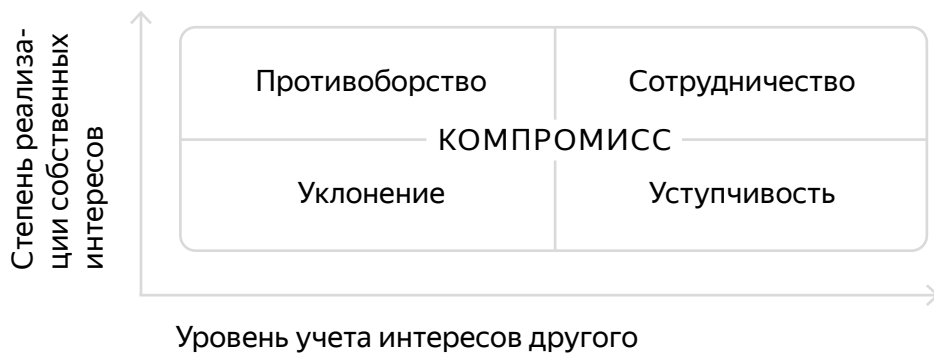 Степень реализа-
ции собственных
интересов
Противоборство
Сотрудничество
КОМПРОМИСС
Уклонение
Уступчивость
Уровень учета интересов другого